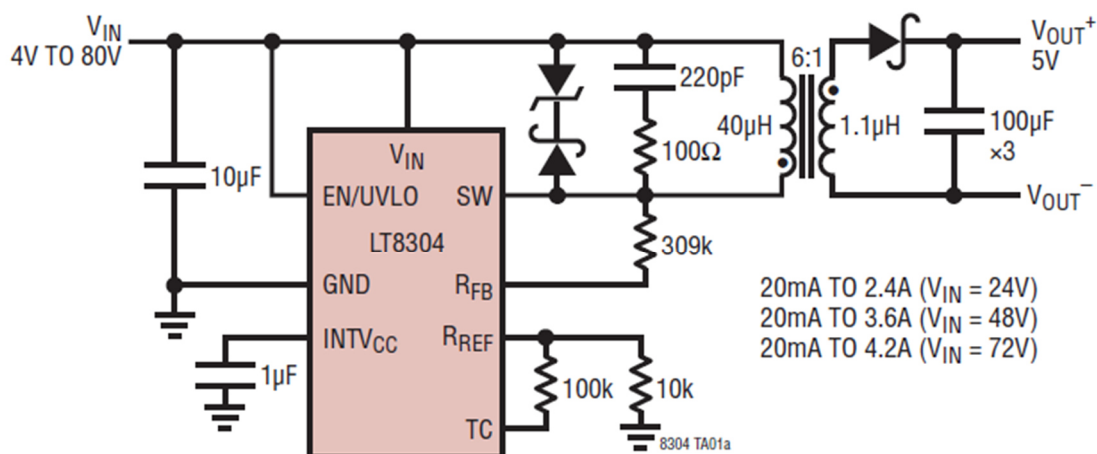 VIN
4V TO 80V
10µF
VIN
EN/UVLO
SW
LT8304
GND
RFB
INTVCC
RREF
TC
1µF
220pF
100Ω
309k
100k
10k
40µH
6:1
1.1µH
VOUT+
5V
100µF
×3
VOUT−
20mA TO 2.4A (VIN = 24V)
20mA TO 3.6A (VIN = 48V)
20mA TO 4.2A (VIN = 72V)
8304 TA01a